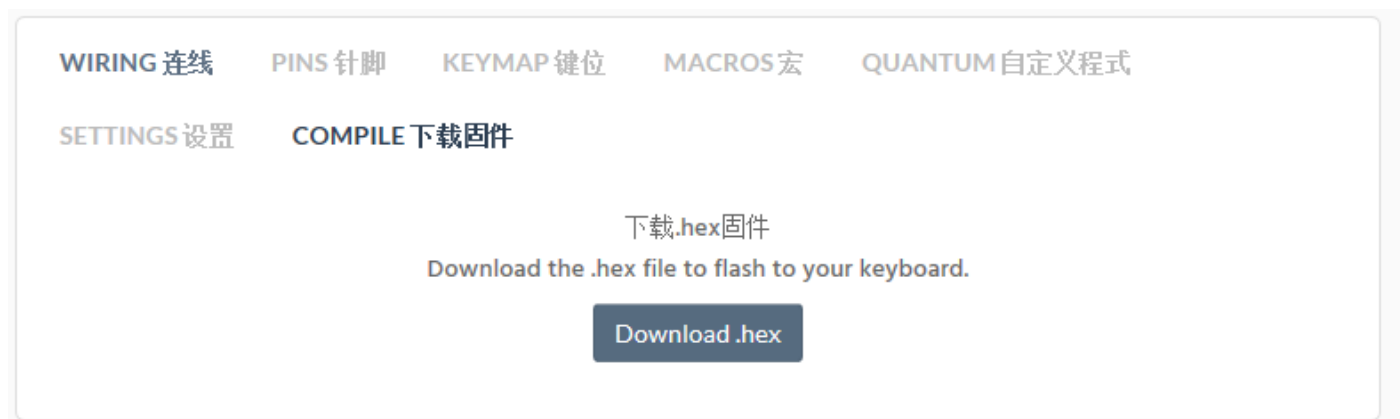 WIRING 连线 PINS 针脚 KEYMAP 键位 MACROS 宏 QUANTUM 自定义程式
SETTINGS 设置 COMPILE 下载固件
下载.hex固件
Download the .hex file to flash to your keyboard.
Download .hex